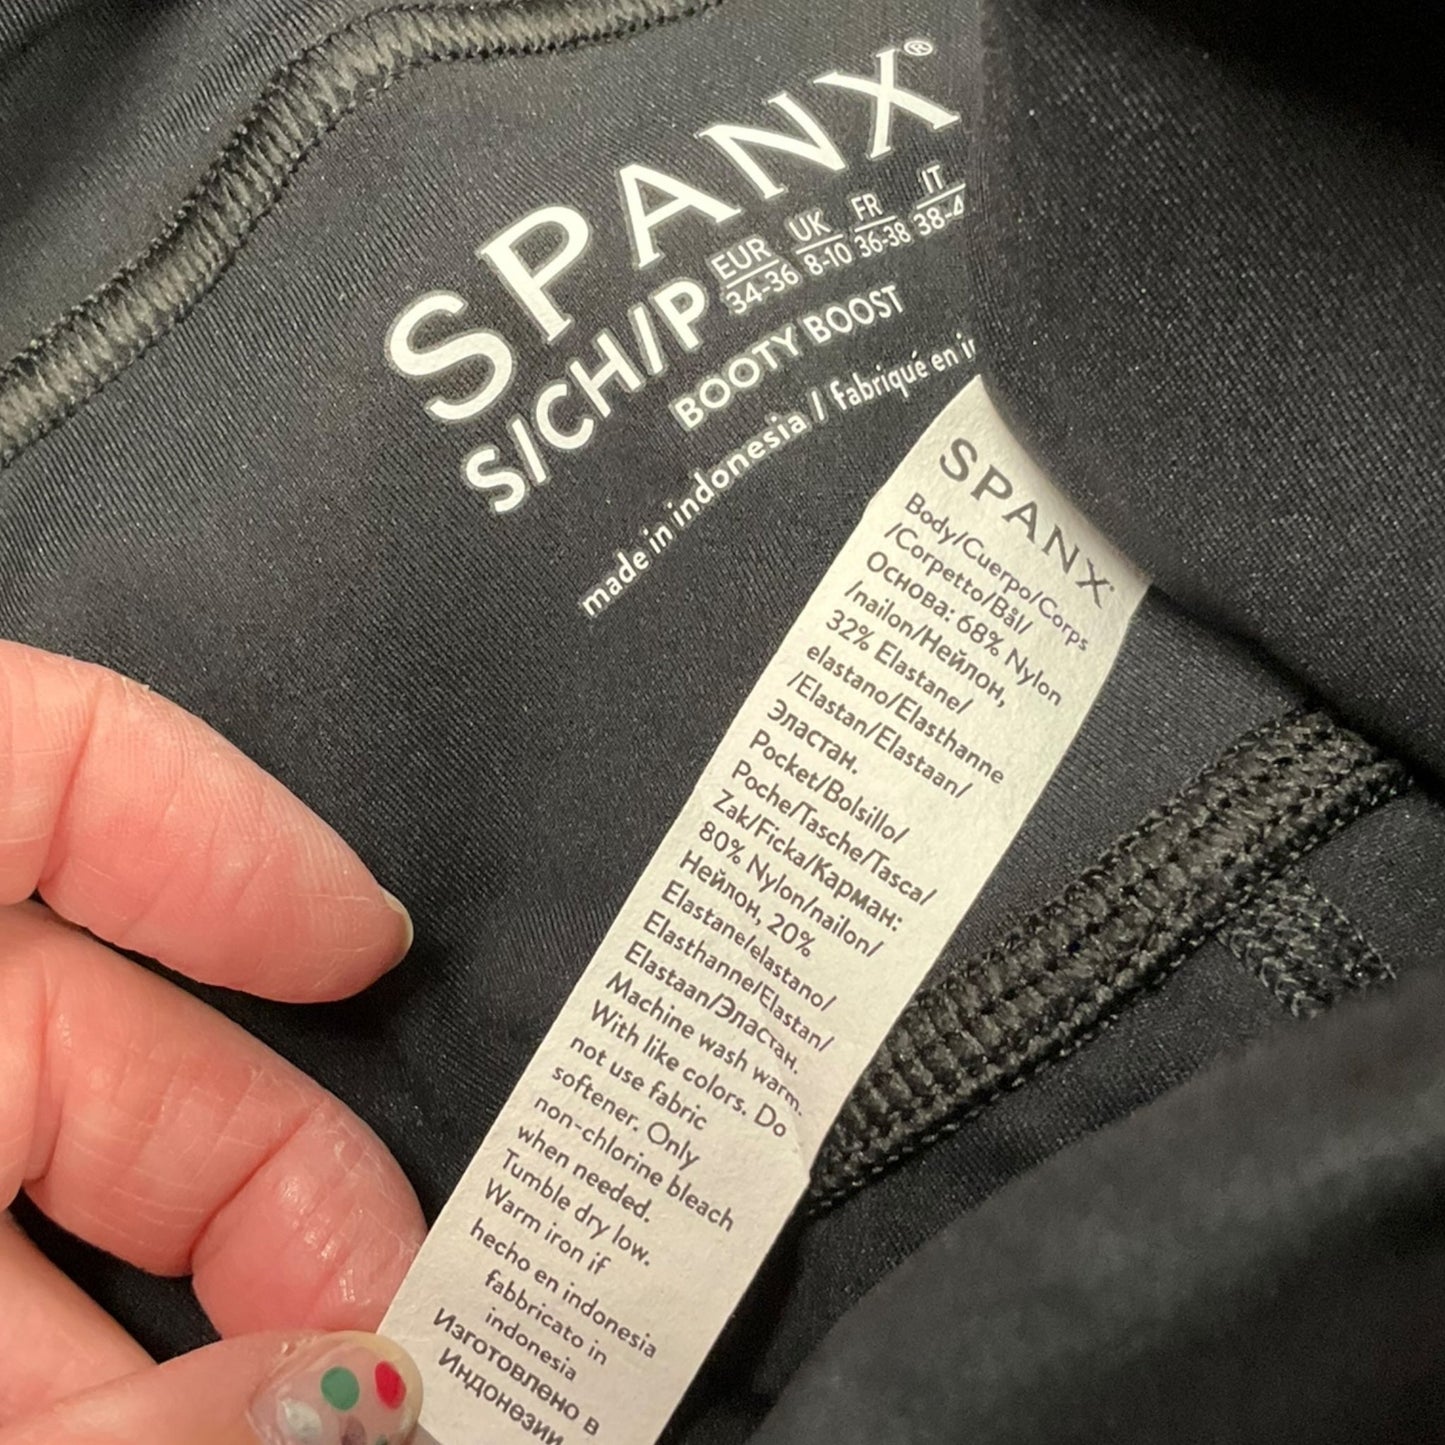 SPANX®
S/CH/P EUR UK FR IT
34-36 8-10 36-38 38-4
BOOTY BOOST
made in indonesia / fabriqué en in
SPANX
Body/Cuerpo/Corps
/Corpetto/Bål/
Основа: 68% Nylon
/nailon/Нейлон,
32% Elastane/
elastano/Elasthanne
/Elastan/Elastaan/
Эластан.
Pocket/Bolsillo/
Poche/Tasche/Tasca/
Zak/Ficka/Карман:
80% Nylon/nailon/
Нейлон, 20%
Elastane/elastano/
Elasthanne/Elastan/
Elastaan/Эластан.
Machine wash warm.
With like colors. Do
not use fabric
softener. Only
non-chlorine bleach
when needed.
Tumble dry low.
Warm iron if
hecho en indonesia
fabbricato in
indonesia
Изготовлено в
Индонезии